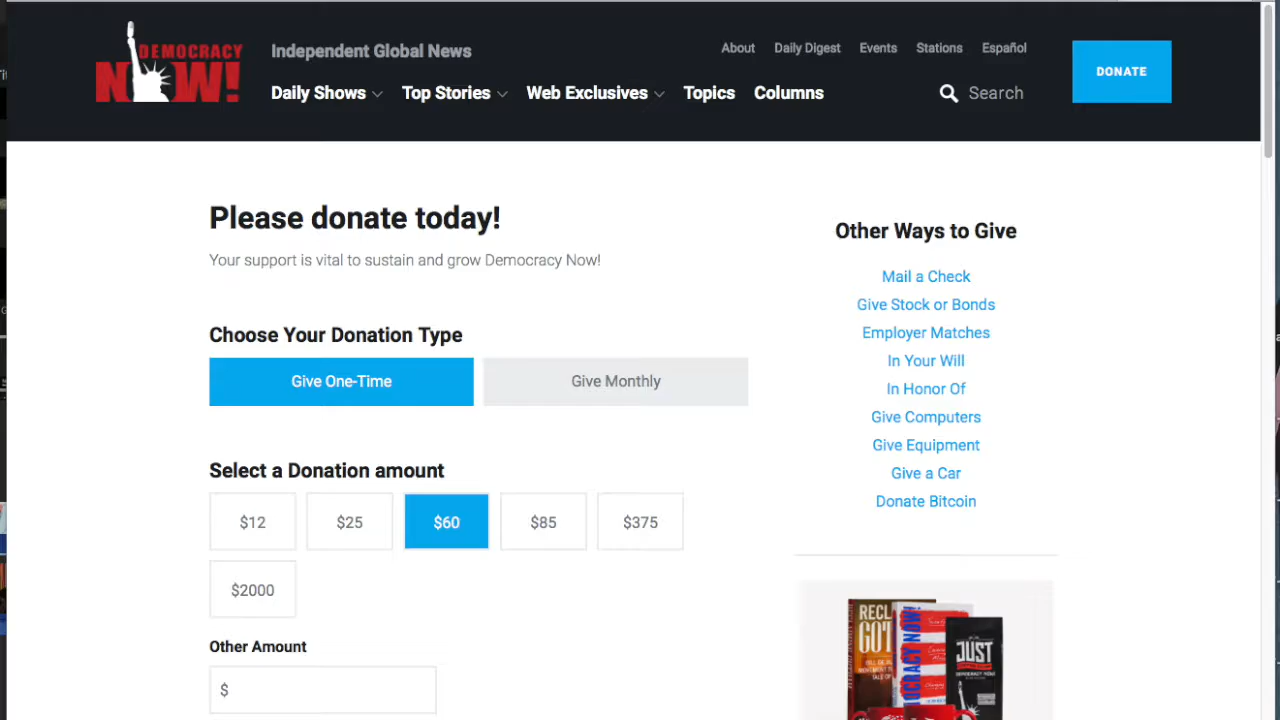 DEMOCRACY
NOW!
Independent Global News
About Daily Digest Events Stations Español
DONATE
Daily Shows Top Stories Web Exclusives Topics Columns
Search
Please donate today!
Your support is vital to sustain and grow Democracy Now!
Choose Your Donation Type
Give One-Time Give Monthly
Select a Donation amount
$12 $25 $60 $85 $375
$2000
Other Amount
$
Other Ways to Give
Mail a Check
Give Stock or Bonds
Employer Matches
In Your Will
In Honor Of
Give Computers
Give Equipment
Give a Car
Donate Bitcoin
JUST